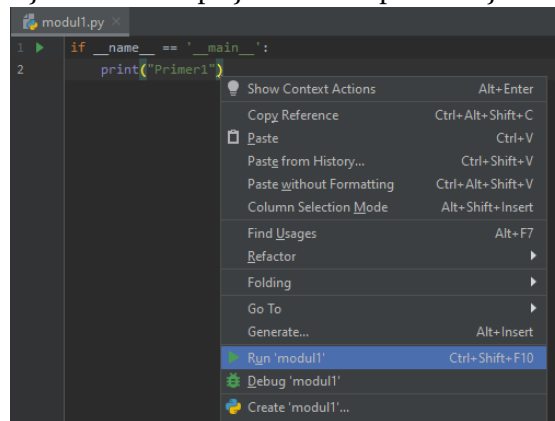 modul1.py
1 if __name__ == '__main__':
2 print("Primer1")
Show Context Actions Alt+Enter
Copy Reference Ctrl+Alt+Shift+C
Paste Ctrl+V
Paste from History... Ctrl+Shift+V
Paste without Formatting Ctrl+Alt+Shift+V
Column Selection Mode Alt+Shift+Insert
Find Usages Alt+F7
Refactor
Folding
Go To
Generate... Alt+Insert
Run 'modul1' Ctrl+Shift+F10
Debug 'modul1'
Create 'modul1'...